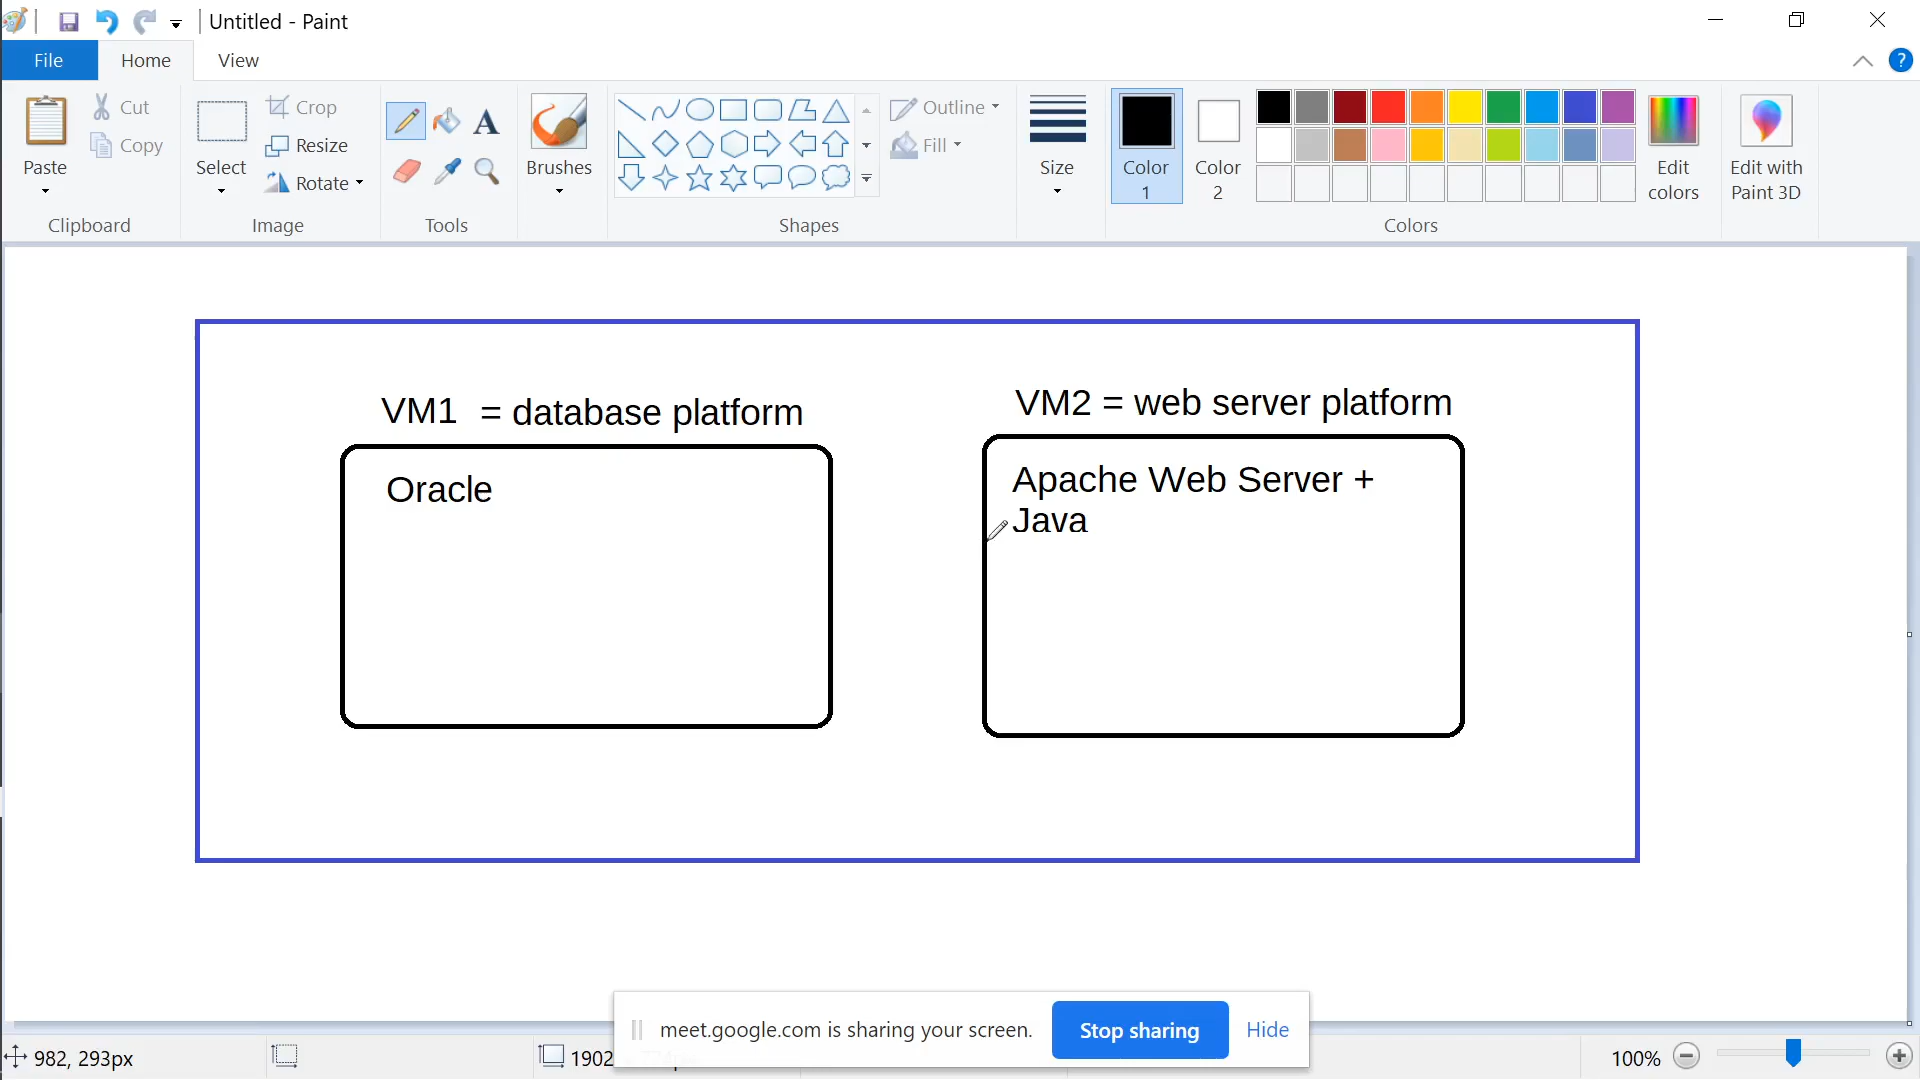 Untitled - Paint
File
Home
View
?
Paste
Cut
Copy
Clipboard
Select
Crop
Resize
Rotate
Image
A
Tools
Brushes
Shapes
Outline
Fill
Size
Color
1
Color
2
Colors
Edit
colors
Edit with
Paint 3D
VM1 = database platform
Oracle
VM2 = web server platform
Apache Web Server +
Java
meet.google.com is sharing your screen.
Stop sharing
Hide
982, 293px
1902
100%